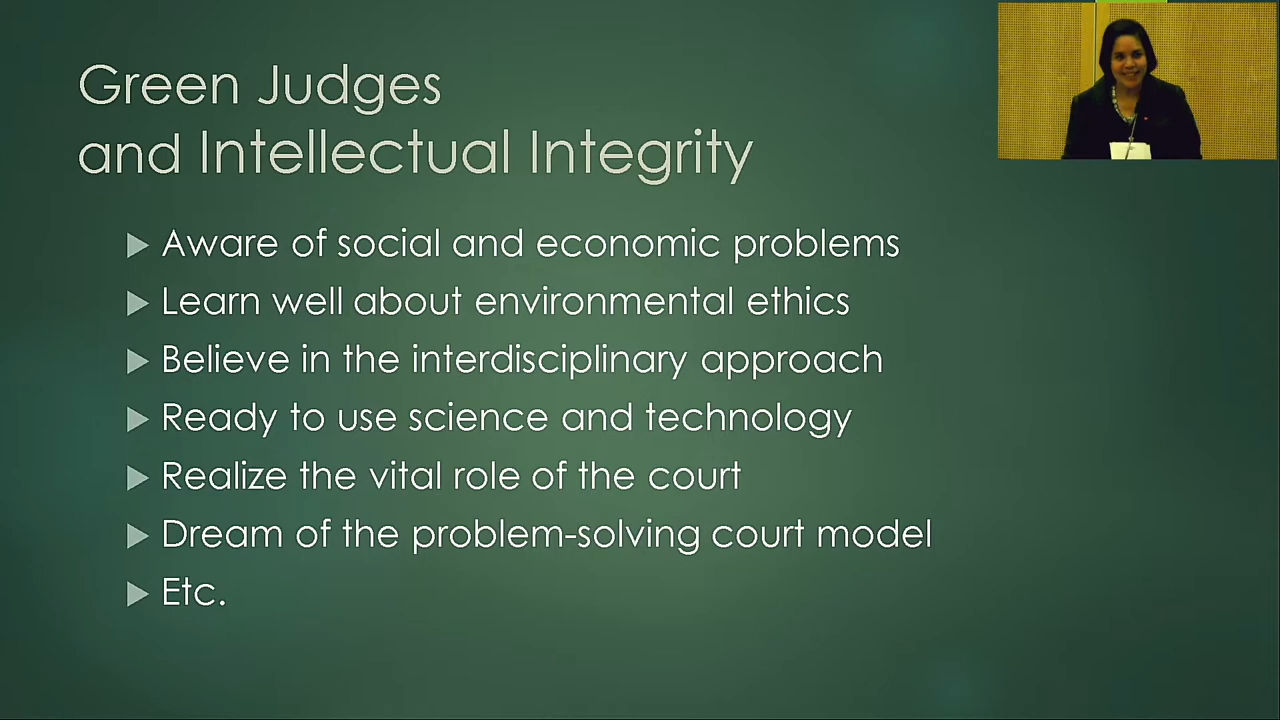 Green Judges
and Intellectual Integrity
Aware of social and economic problems
Learn well about environmental ethics
Believe in the interdisciplinary approach
Ready to use science and technology
Realize the vital role of the court
Dream of the problem-solving court model
Etc.